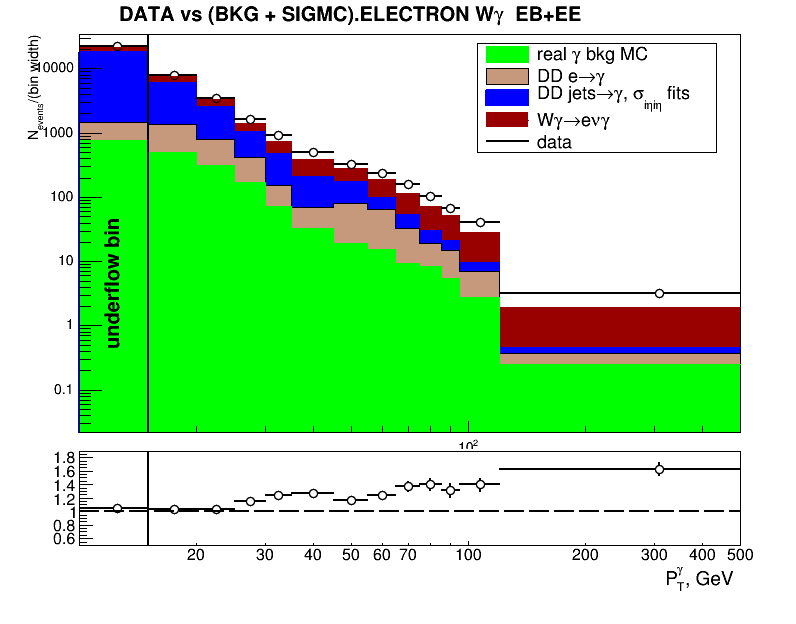 DATA vs (BKG + SIGMC).ELECTRON Wγ EB+EE
N_events/(bin width)
10000
1000
100
10
1
0.1
underflow bin
real γ bkg MC
DD e→γ
DD jets→γ, σ_iηiη fits
Wγ→eνγ
data
10²
1.8
1.6
1.4
1.2
1
0.8
0.6
20 30 40 50 60 70 100 200 300 400 500
P_T^γ, GeV